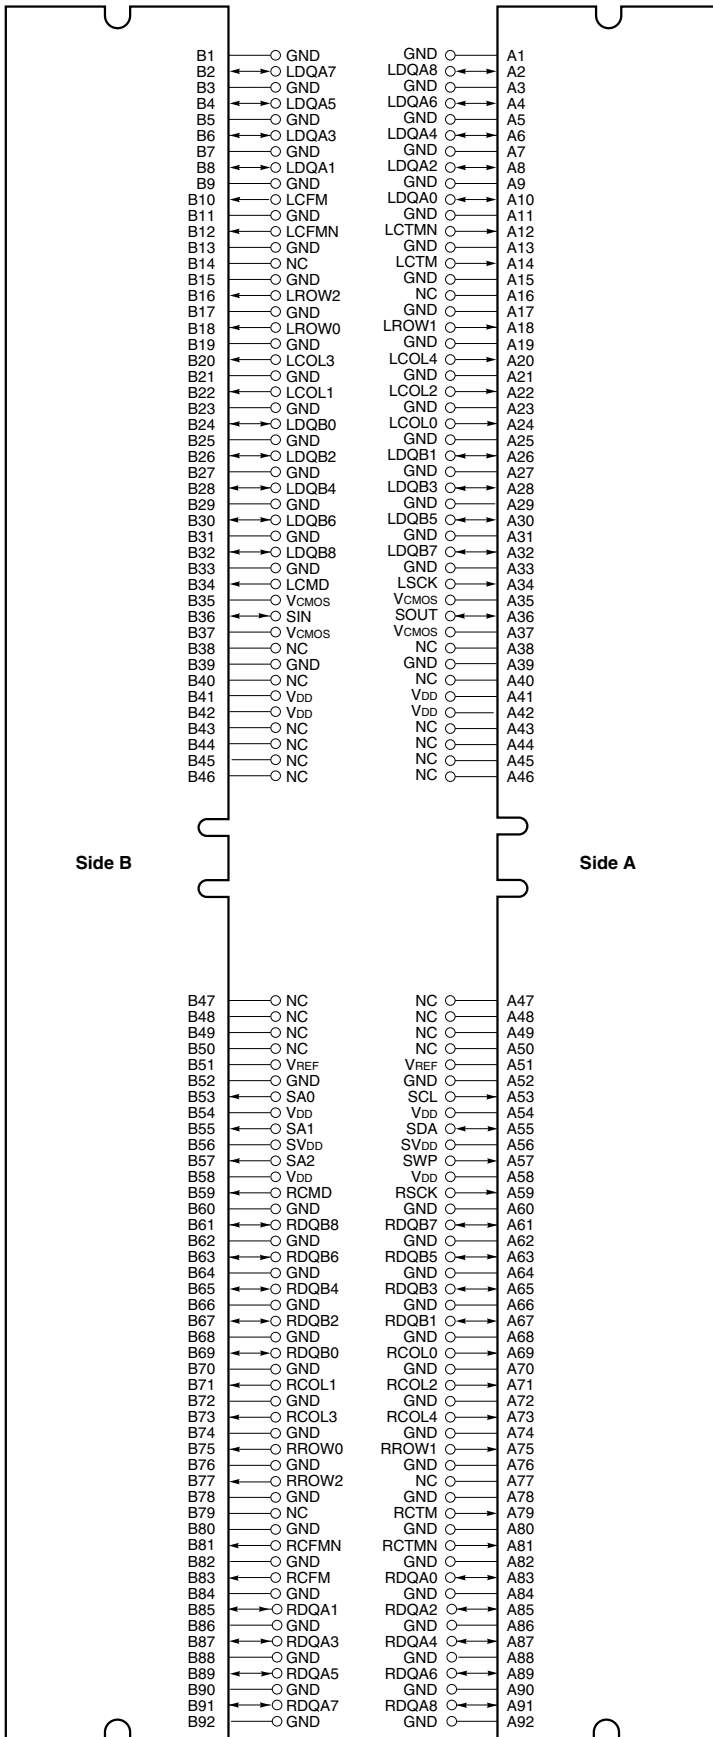 B1 GND GND A1
B2 LDQA7 LDQA8 A2
B3 GND GND A3
B4 LDQA5 LDQA6 A4
B5 GND GND A5
B6 LDQA3 LDQA4 A6
B7 GND GND A7
B8 LDQA1 LDQA2 A8
B9 GND GND A9
B10 LCFM LDQA0 A10
B11 GND GND A11
B12 LCFMN LCTMN A12
B13 GND GND A13
B14 NC LCTM A14
B15 GND GND A15
B16 LROW2 NC A16
B17 GND GND A17
B18 LROW0 LROW1 A18
B19 GND GND A19
B20 LCOL3 LCOL4 A20
B21 GND GND A21
B22 LCOL1 LCOL2 A22
B23 GND GND A23
B24 LDQB0 LCOL0 A24
B25 GND GND A25
B26 LDQB2 LDQB1 A26
B27 GND GND A27
B28 LDQB4 LDQB3 A28
B29 GND GND A29
B30 LDQB6 LDQB5 A30
B31 GND GND A31
B32 LDQB8 LDQB7 A32
B33 GND GND A33
B34 LCMD LSCK A34
B35 VCMOS VCMOS A35
B36 SIN SOUT A36
B37 VCMOS VCMOS A37
B38 NC NC A38
B39 GND GND A39
B40 NC NC A40
B41 VDD VDD A41
B42 VDD VDD A42
B43 NC NC A43
B44 NC NC A44
B45 NC NC A45
B46 NC NC A46
Side B Side A
B47 NC NC A47
B48 NC NC A48
B49 NC NC A49
B50 NC NC A50
B51 VREF VREF A51
B52 GND GND A52
B53 SA0 SCL A53
B54 VDD VDD A54
B55 SA1 SDA A55
B56 SVDD SVDD A56
B57 SA2 SWP A57
B58 VDD VDD A58
B59 RCMD RSCK A59
B60 GND GND A60
B61 RDQB8 RDQB7 A61
B62 GND GND A62
B63 RDQB6 RDQB5 A63
B64 GND GND A64
B65 RDQB4 RDQB3 A65
B66 GND GND A66
B67 RDQB2 RDQB1 A67
B68 GND GND A68
B69 RDQB0 RCOL0 A69
B70 GND GND A70
B71 RCOL1 RCOL2 A71
B72 GND GND A72
B73 RCOL3 RCOL4 A73
B74 GND GND A74
B75 RROW0 RROW1 A75
B76 GND GND A76
B77 RROW2 NC A77
B78 GND GND A78
B79 NC RCTM A79
B80 GND GND A80
B81 RCFMN RCTMN A81
B82 GND GND A82
B83 RCFM RDQA0 A83
B84 GND GND A84
B85 RDQA1 RDQA2 A85
B86 GND GND A86
B87 RDQA3 RDQA4 A87
B88 GND GND A88
B89 RDQA5 RDQA6 A89
B90 GND GND A90
B91 RDQA7 RDQA8 A91
B92 GND GND A92